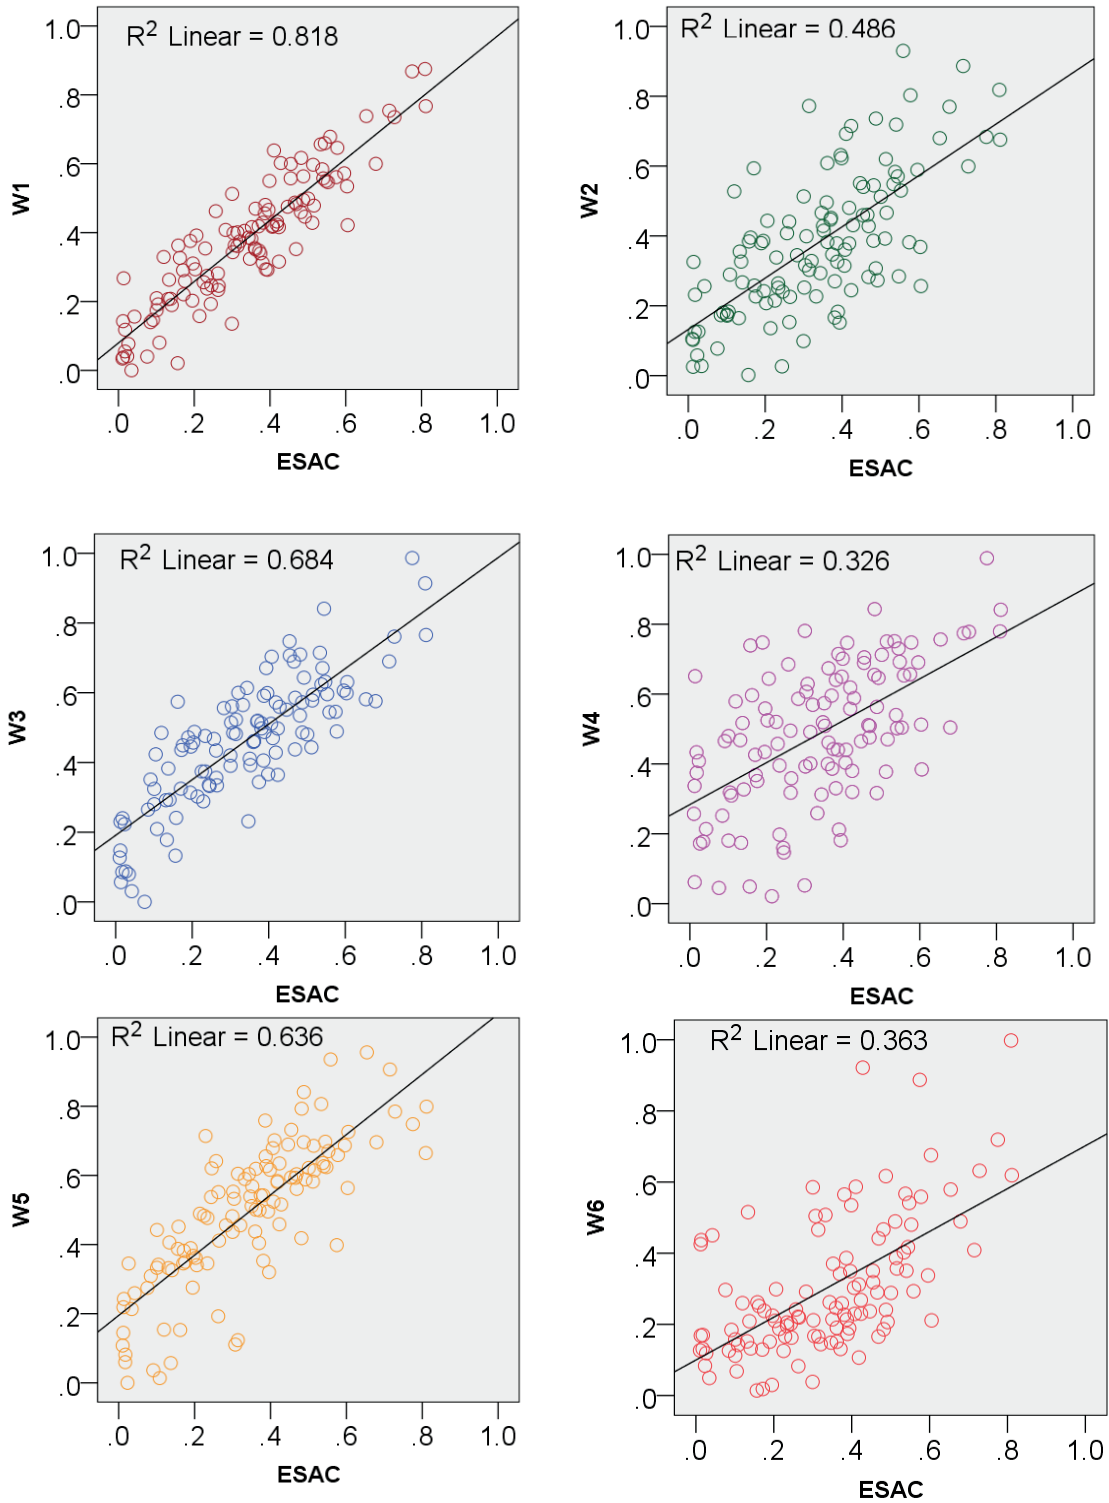 R² Linear = 0.818
1.0
.8
.6
.4
.2
.0
W1
.0 .2 .4 .6 .8 1.0
ESAC
R² Linear = 0.486
1.0
.8
.6
.4
.2
.0
W2
.0 .2 .4 .6 .8 1.0
ESAC
R² Linear = 0.684
1.0
.8
.6
.4
.2
.0
W3
.0 .2 .4 .6 .8 1.0
ESAC
R² Linear = 0.326
1.0
.8
.6
.4
.2
.0
W4
.0 .2 .4 .6 .8 1.0
ESAC
R² Linear = 0.636
1.0
.8
.6
.4
.2
.0
W5
.0 .2 .4 .6 .8 1.0
ESAC
R² Linear = 0.363
1.0
.8
.6
.4
.2
.0
W6
.0 .2 .4 .6 .8 1.0
ESAC